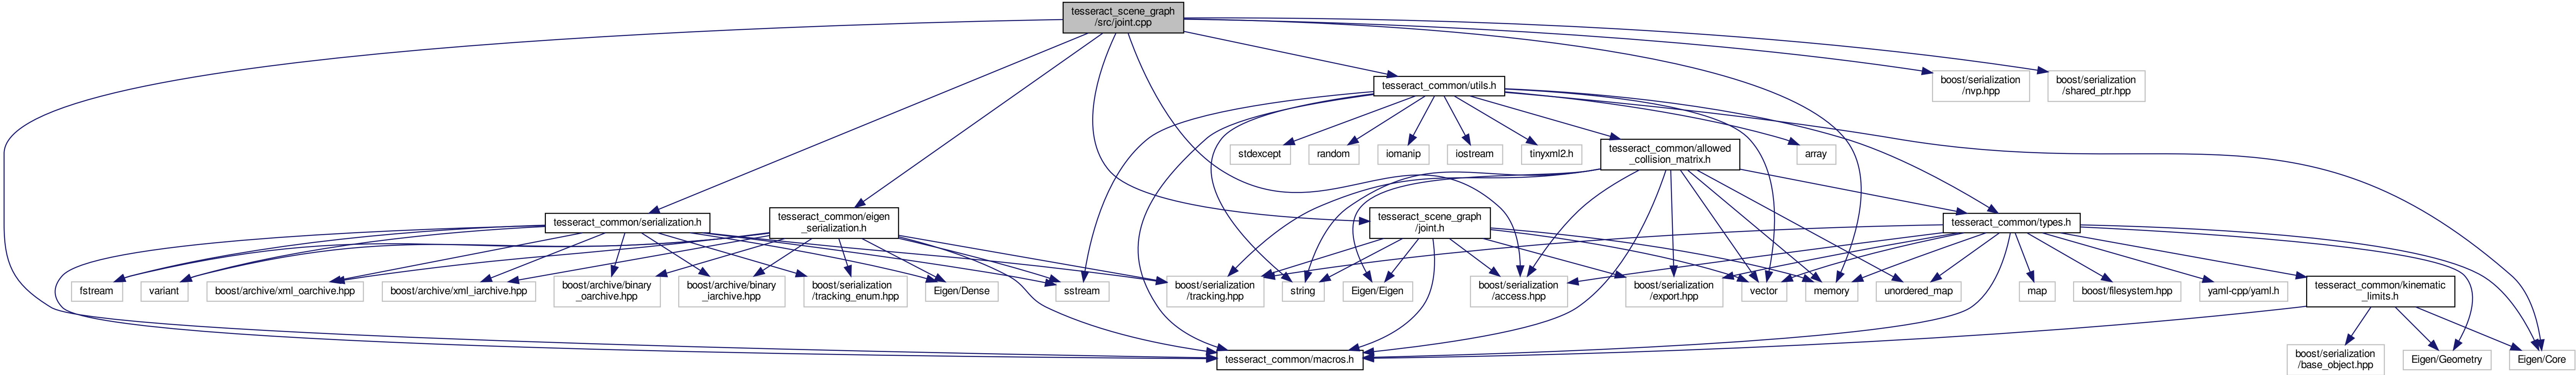 tesseract_scene_graph
/src/joint.cpp
boost/serialization
/nvp.hpp
boost/serialization
/shared_ptr.hpp
tesseract_common/utils.h
stdexcept
random
iomanip
iostream
tinyxml2.h
tesseract_common/allowed
_collision_matrix.h
array
tesseract_common/serialization.h
tesseract_common/eigen
_serialization.h
tesseract_scene_graph
/joint.h
tesseract_common/types.h
fstream
variant
boost/archive/xml_oarchive.hpp
boost/archive/xml_iarchive.hpp
boost/archive/binary
_oarchive.hpp
boost/archive/binary
_iarchive.hpp
boost/serialization
/tracking_enum.hpp
Eigen/Dense
sstream
boost/serialization
/tracking.hpp
string
Eigen/Eigen
boost/serialization
/access.hpp
boost/serialization
/export.hpp
vector
memory
unordered_map
map
boost/filesystem.hpp
yaml-cpp/yaml.h
tesseract_common/kinematic
_limits.h
tesseract_common/macros.h
boost/serialization
/base_object.hpp
Eigen/Geometry
Eigen/Core